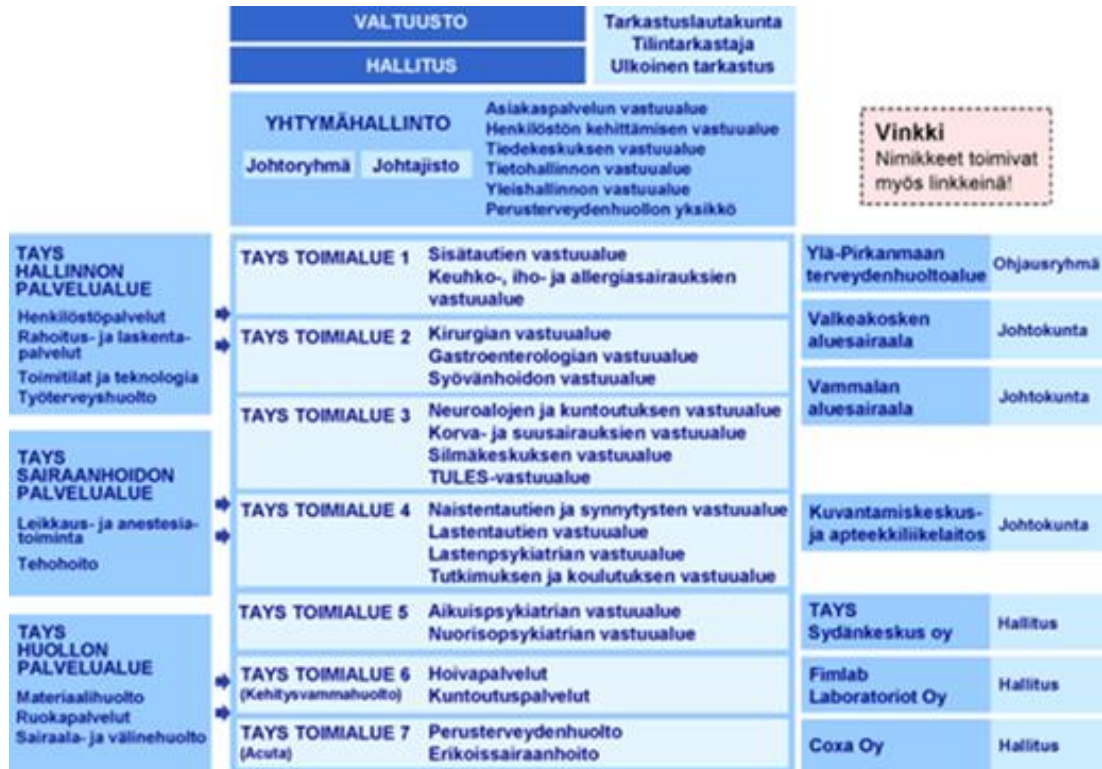 VALTUUSTO
HALLITUS
Tarkastuslautakunta
Tilintarkastaja
Ulkoinen tarkastus
YHTYMÄHALLINTO
Johtoryhmä
Johtajisto
Asiakaspalvelun vastuualue
Henkilöstön kehittämisen vastuualue
Tiedekeskuksen vastuualue
Tietohallinnon vastuualue
Yleishallinnon vastuualue
Perusterveydenhuollon yksikkö
Vinkki
Nimikkeet toimivat
myös linkkeinä!
TAYS
HALLINNON
PALVELUALUE
Henkilöstöpalvelut
Rahoitus- ja laskenta-
palvelut
Toimitilat ja teknologia
Työterveyshuolto
TAYS
SAIRAANHOIDON
PALVELUALUE
Leikkaus- ja anestesia-
toiminta
Tehohoito
TAYS
HUOLLON
PALVELUALUE
Materiaalihuolto
Ruokapalvelut
Sairaala- ja välinehuolto
TAYS TOIMIALUE 1
Sisätautien vastuualue
Keuhko-, iho- ja allergiasairauksien
vastuualue
TAYS TOIMIALUE 2
Kirurgian vastuualue
Gastroenterologian vastuualue
Syövänhoidon vastuualue
TAYS TOIMIALUE 3
Neuroalojen ja kuntoutuksen vastuualue
Korva- ja suusairauksien vastuualue
Silmäkeskuksen vastuualue
TULES-vastuualue
TAYS TOIMIALUE 4
Naistentautien ja synnytysten vastuualue
Lastentautien vastuualue
Lastenpsykiatrian vastuualue
Tutkimuksen ja koulutuksen vastuualue
TAYS TOIMIALUE 5
Aikuispsykiatrian vastuualue
Nuorisopsykiatrian vastuualue
TAYS TOIMIALUE 6
(Kehitysvammahuolto)
Hoivapalvelut
Kuntoutuspalvelut
TAYS TOIMIALUE 7
(Acuta)
Perusterveydenhuolto
Erikoissairaanhoito
Ylä-Pirkanmaan
terveydenhuoltoalue
Ohjausryhmä
Valkeakosken
aluesairaala
Johtokunta
Vammalan
aluesairaala
Johtokunta
Kuvantamiskeskus-
ja apteekkiliikelaitos
Johtokunta
TAYS
Sydänkeskus oy
Hallitus
Fimlab
Laboratoriot Oy
Hallitus
Coxa Oy
Hallitus